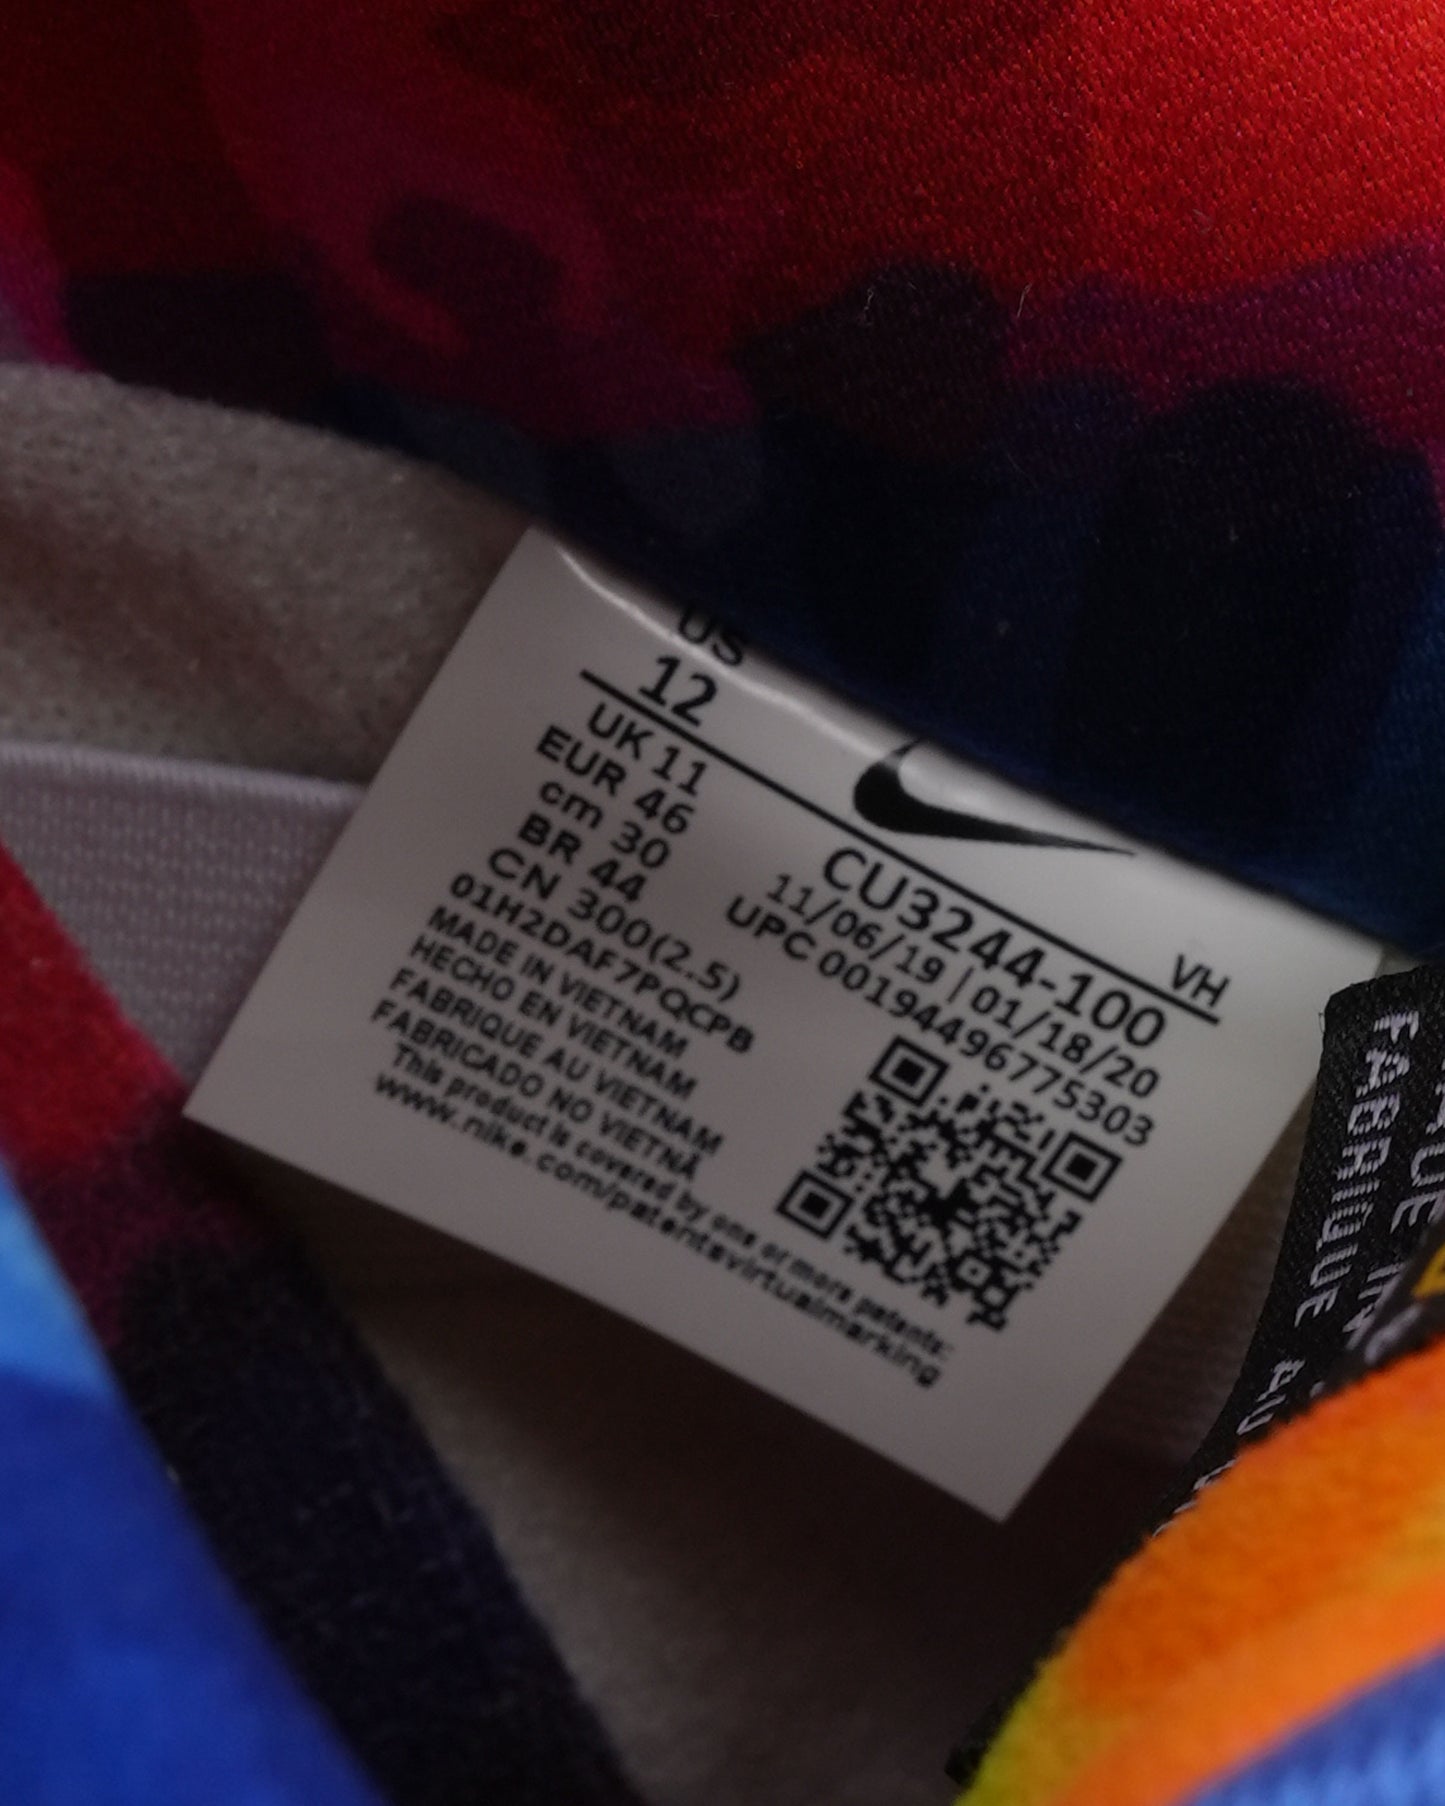 US
12
UK 11
EUR 46
cm 30
BR 44
CN 300(2.5)
01H2DAF7PQCPB
MADE IN VIETNAM
HECHO EN VIETNAM
FABRIQUE AU VIETNAM
FABRICADO NO VIETNÃ
This product is covered by one or more patents:
www.nike.com/patentsvirtualmarking
VH
CU3244-100
11/06/19 | 01/18/20
UPC 00194496775303
FABRIQUE AU